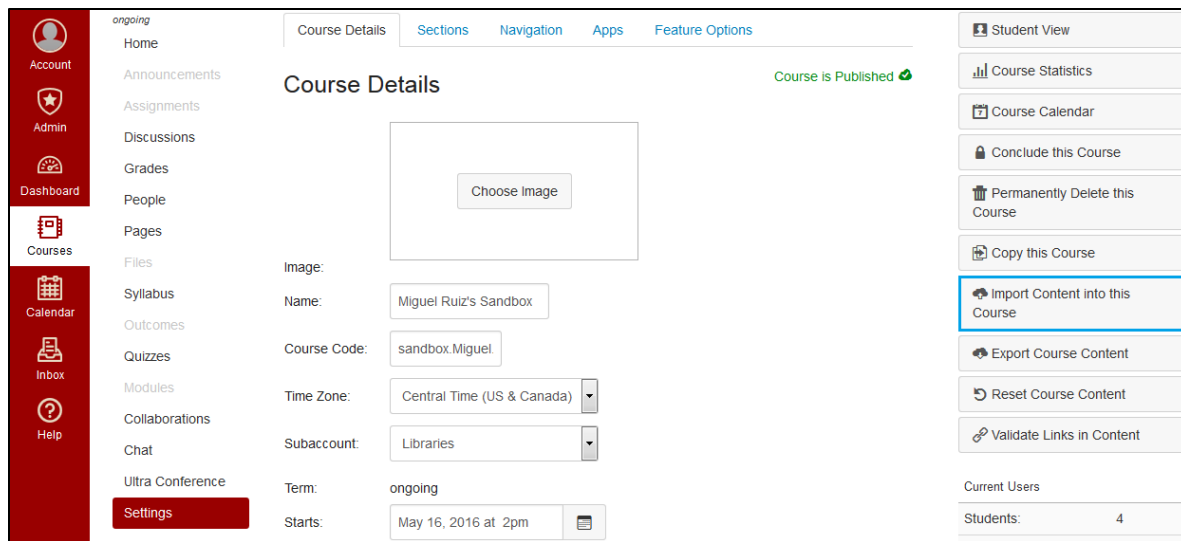 Account
Admin
Dashboard
Courses
Calendar
Inbox
Help
ongoing
Home
Announcements
Assignments
Discussions
Grades
People
Pages
Files
Syllabus
Outcomes
Quizzes
Modules
Collaborations
Chat
Ultra Conference
Settings
Course Details
Sections
Navigation
Apps
Feature Options
Course Details
Course is Published
Choose Image
Image:
Name:
Miguel Ruiz's Sandbox
Course Code:
sandbox.Miguel.
Time Zone:
Central Time (US & Canada)
Subaccount:
Libraries
Term:
ongoing
Starts:
May 16, 2016 at 2pm
Student View
Course Statistics
7
Course Calendar
Conclude this Course
Permanently Delete this
Course
Copy this Course
Import Content into this
Course
Export Course Content
Reset Course Content
Validate Links in Content
Current Users
Students:
4